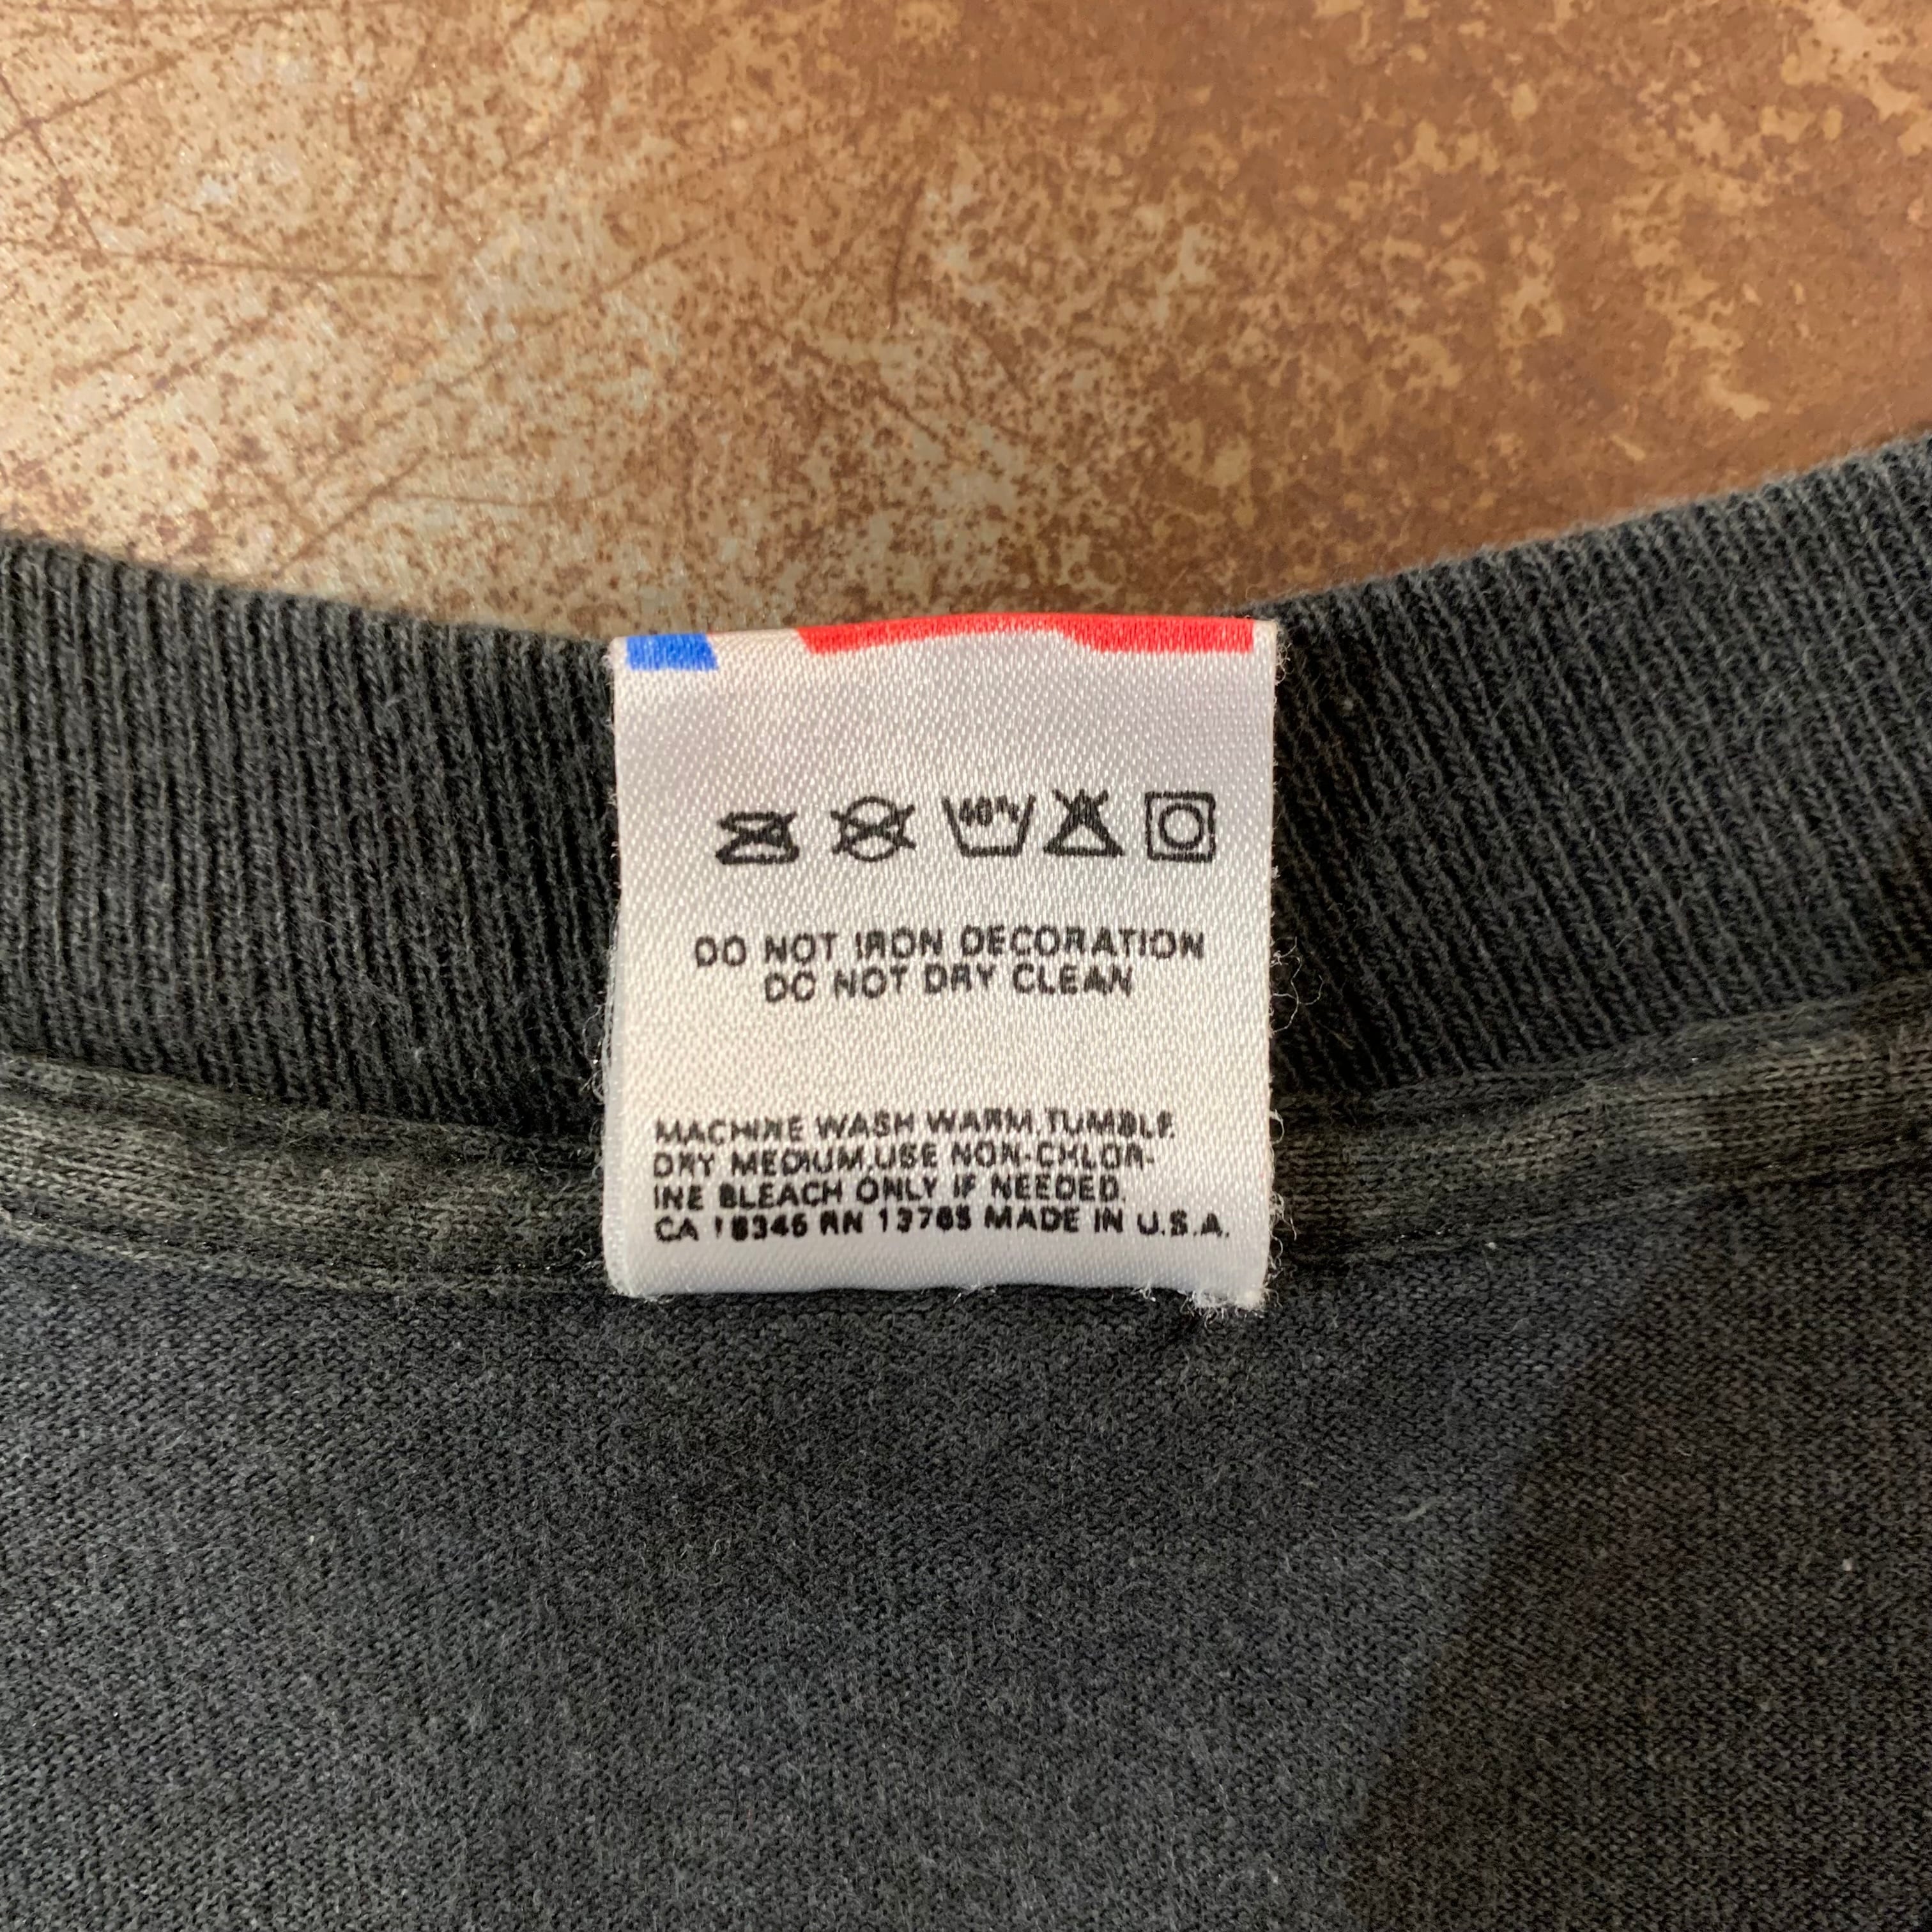 DO NOT IRON DECORATION
DO NOT DRY CLEAN
MACHINE WASH WARM, TUMBLE
DRY MEDIUM, USE NON-CHLOR-
INE BLEACH ONLY IF NEEDED.
CA RN 13765 MADE IN U.S.A.